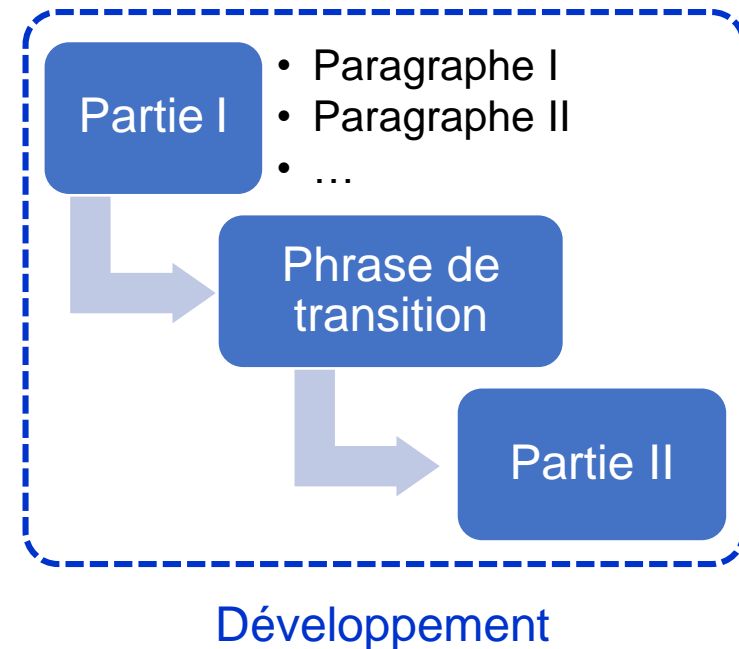 Partie I
• Paragraphe I
• Paragraphe II
• …
Phrase de
transition
Partie II
Développement